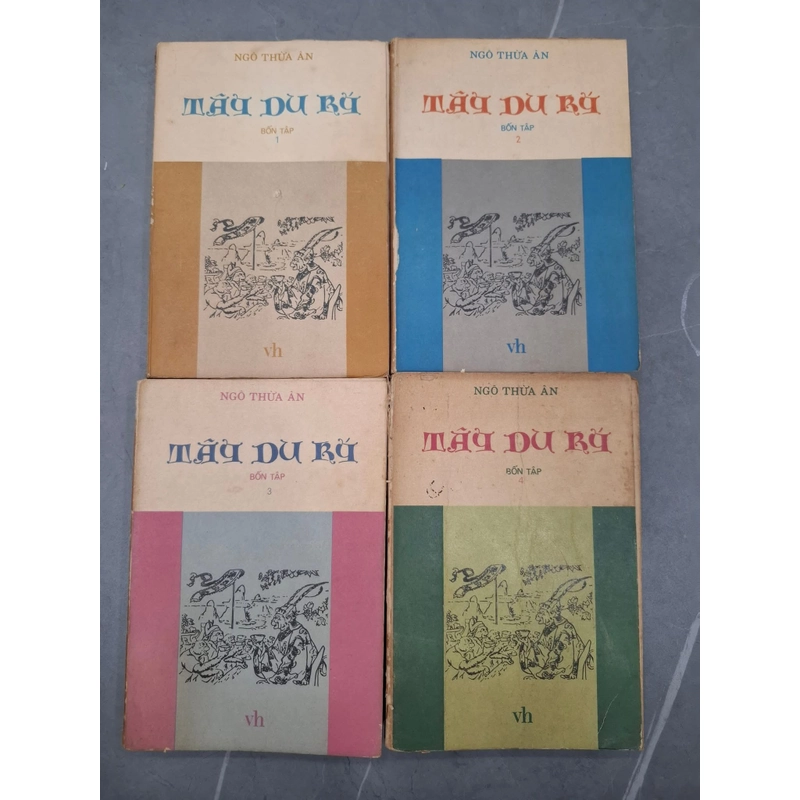 NGÔ THỪA ÂN
TÂY DU KÝ
BỐN TẬP
1
vh
NGÔ THỪA ÂN
TÂY DU KÝ
BỐN TẬP
2
vh
NGÔ THỪA ÂN
TÂY DU KÝ
BỐN TẬP
3
vh
NGÔ THỪA ÂN
TÂY DU KÝ
BỐN TẬP
4
vh